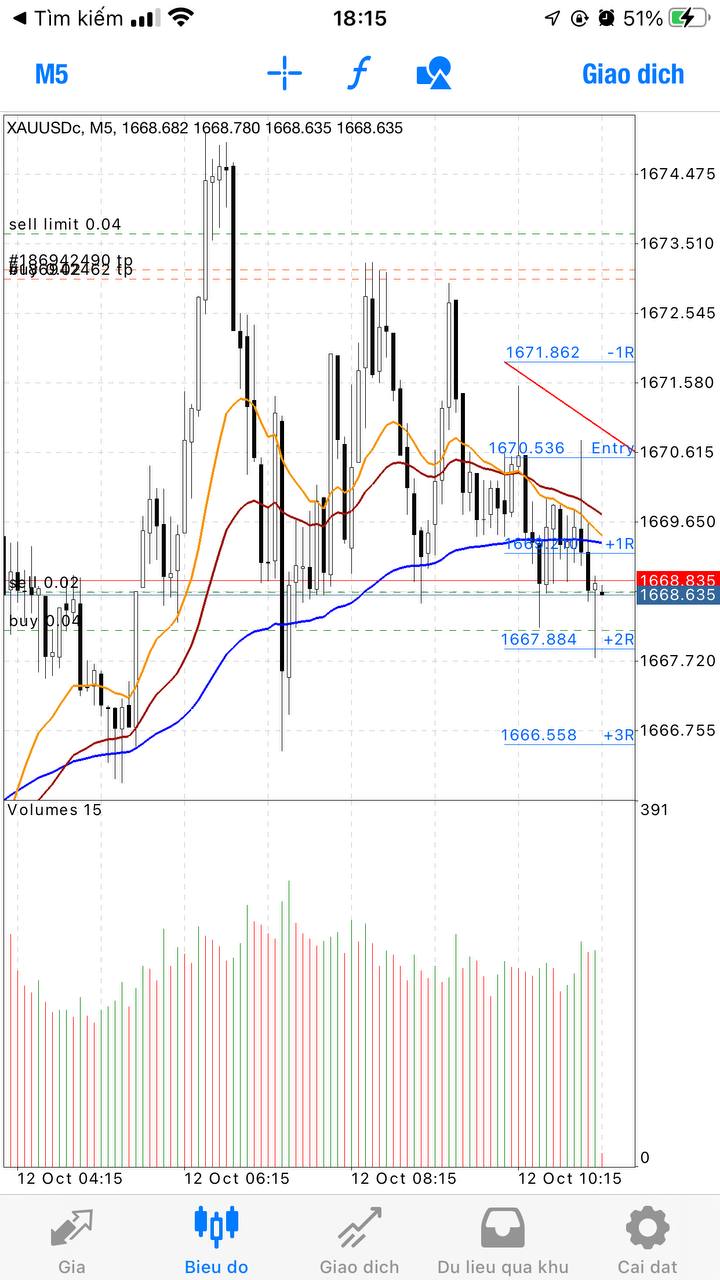 Tìm kiếm 18:15 51%
M5 f Giao dich
XAUUSDc, M5, 1668.682 1668.780 1668.635 1668.635
1674.475
sell limit 0.04
1673.510
#186942490 tp
#186942462 tp
1672.545
1671.862 -1R
1671.580
1670.536 Entry
1670.615
1669.650
+1R
sell 0.02
1668.835
1668.635
buy 0.04
1667.884 +2R
1667.720
1666.558 +3R
1666.755
Volumes 15
391
0
12 Oct 04:15 12 Oct 06:15 12 Oct 08:15 12 Oct 10:15
Gia Bieu do Giao dich Du lieu qua khu Cai dat